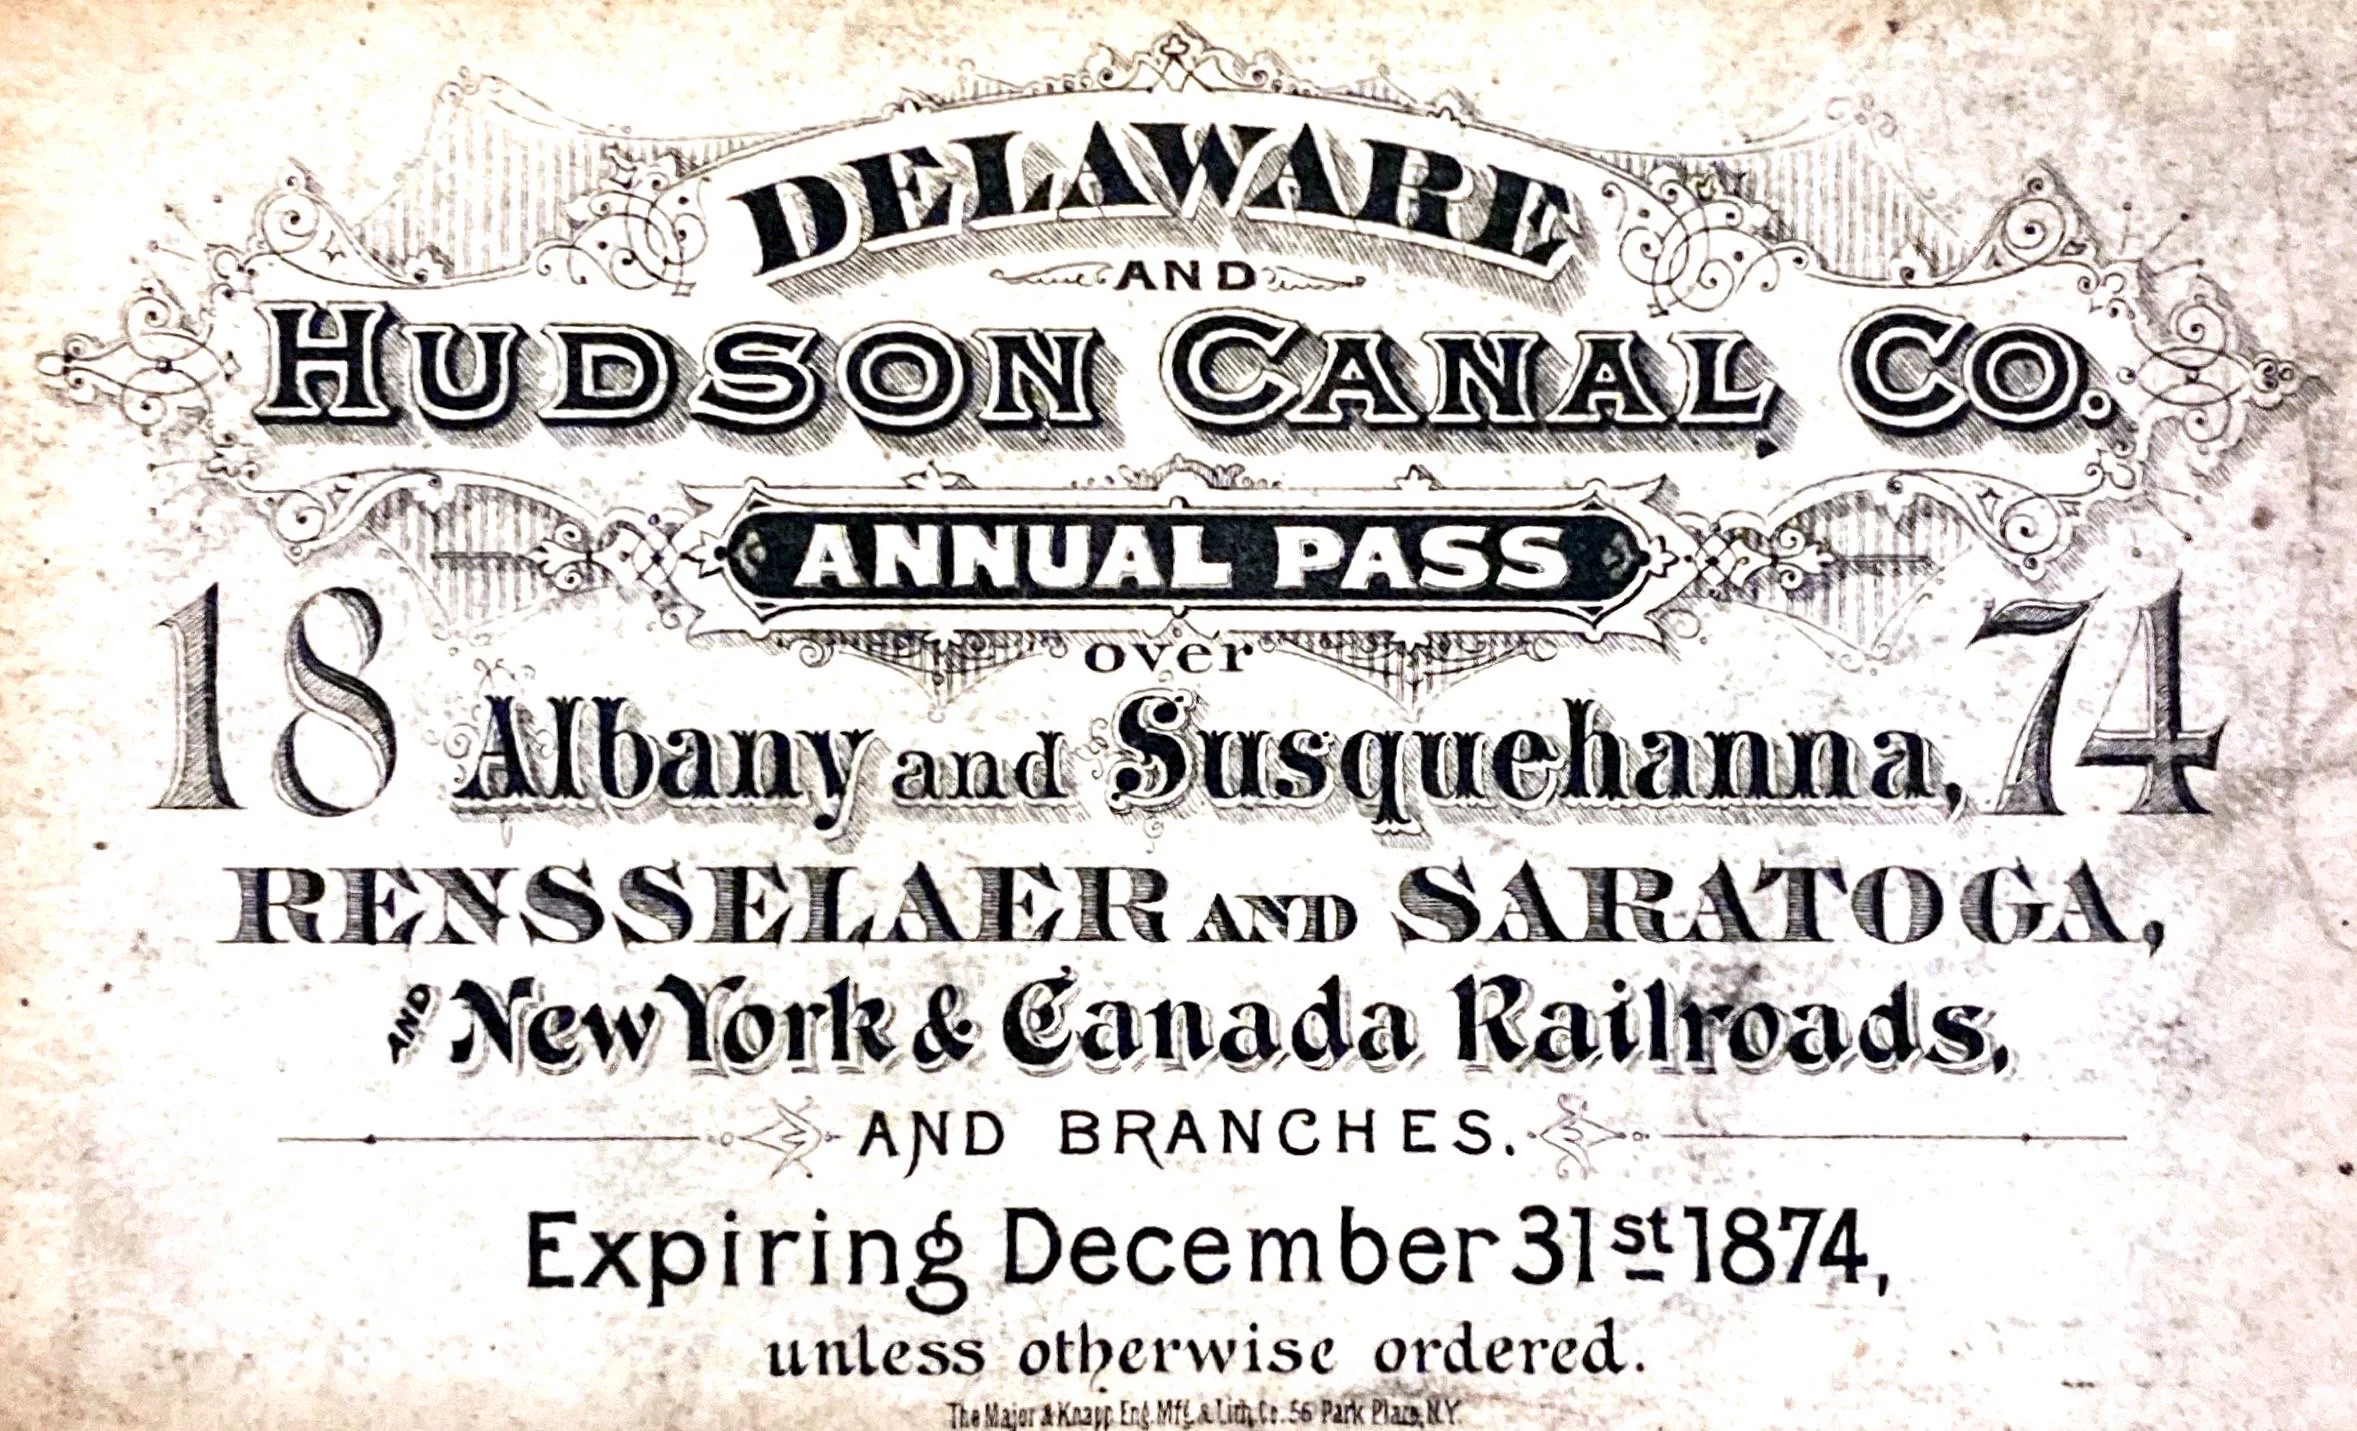 DELAWARE
AND
HUDSON CANAL CO.
ANNUAL PASS
over
1874
Albany and Susquehanna,
RENSSELAER AND SARATOGA,
AND New York & Canada Railroads,
AND BRANCHES.
Expiring December 31st 1874,
unless otherwise ordered.
The Major & Knapp Eng. Mfg. & Lith. Co. 56 Park Place, N.Y.